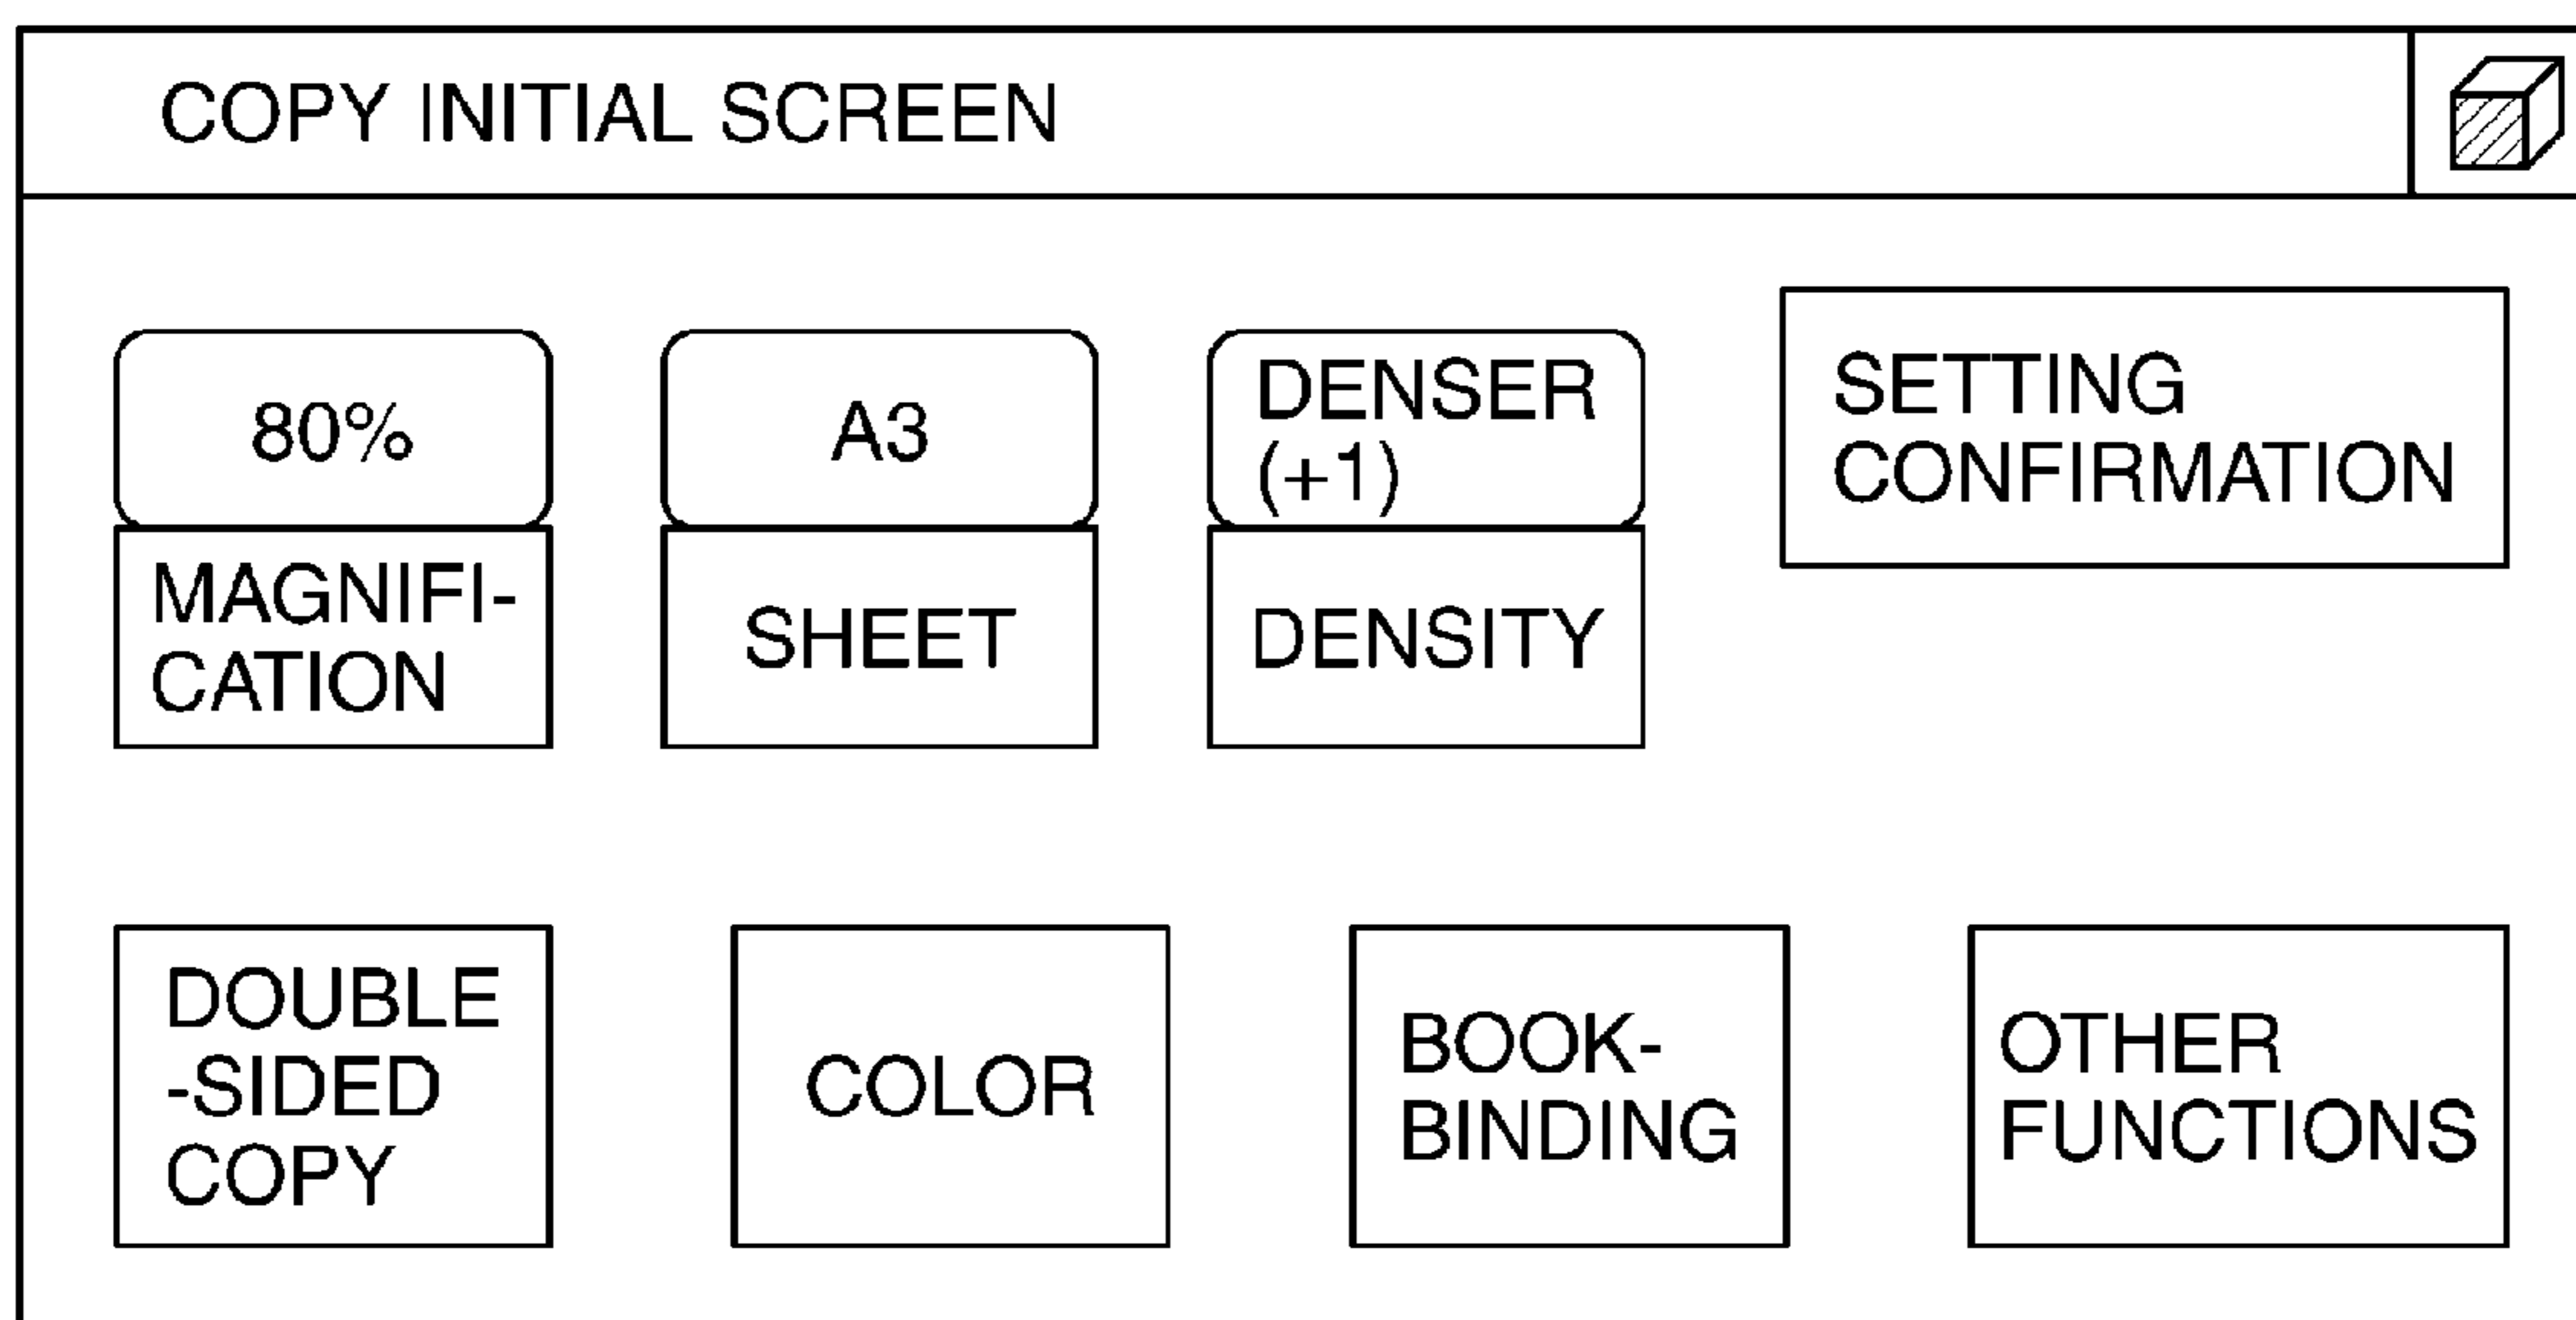 COPY INITIAL SCREEN
80%
MAGNIFI-
CATION
A3
SHEET
DENSER
(+1)
DENSITY
SETTING
CONFIRMATION
DOUBLE
-SIDED
COPY
COLOR
BOOK-
BINDING
OTHER
FUNCTIONS